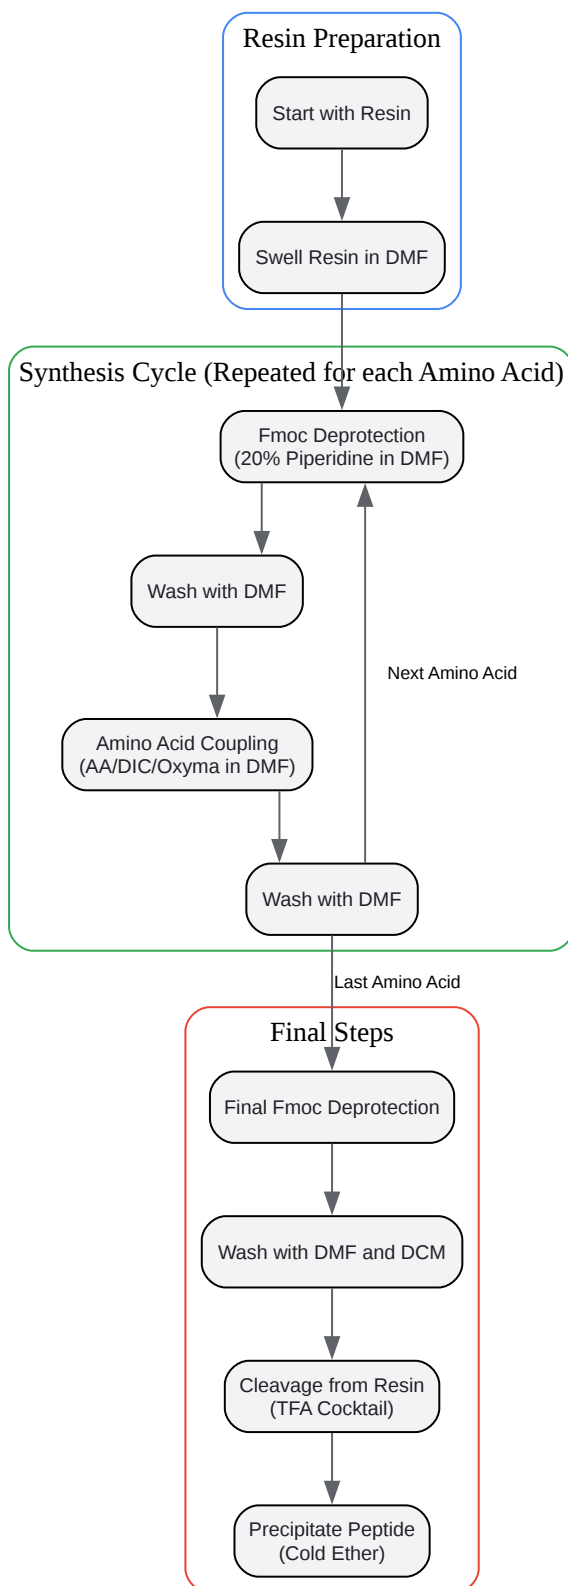 Resin Preparation
Start with Resin
Swell Resin in DMF
Synthesis Cycle (Repeated for each Amino Acid)
Fmoc Deprotection
(20% Piperidine in DMF)
Wash with DMF
Next Amino Acid
Amino Acid Coupling
(AA/DIC/Oxyma in DMF)
Wash with DMF
Last Amino Acid
Final Steps
Final Fmoc Deprotection
Wash with DMF and DCM
Cleavage from Resin
(TFA Cocktail)
Precipitate Peptide
(Cold Ether)